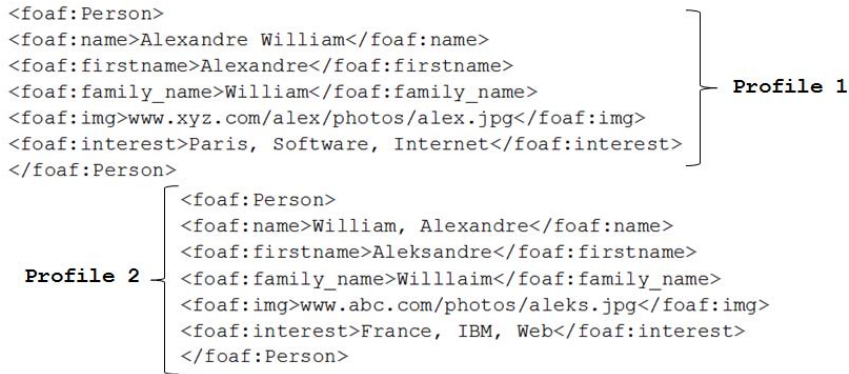 <foaf:Person>
<foaf:name>Alexandre William</foaf:name>
<foaf:firstname>Alexandre</foaf:firstname>
<foaf:family_name>William</foaf:family_name>
<foaf:img>www.xyz.com/alex/photos/alex.jpg</foaf:img>
<foaf:interest>Paris, Software, Internet</foaf:interest>
</foaf:Person>
Profile 1
<foaf:Person>
<foaf:name>William, Alexandre</foaf:name>
<foaf:firstname>Aleksandre</foaf:firstname>
<foaf:family_name>Willlaim</foaf:family_name>
<foaf:img>www.abc.com/photos/aleks.jpg</foaf:img>
<foaf:interest>France, IBM, Web</foaf:interest>
</foaf:Person>
Profile 2